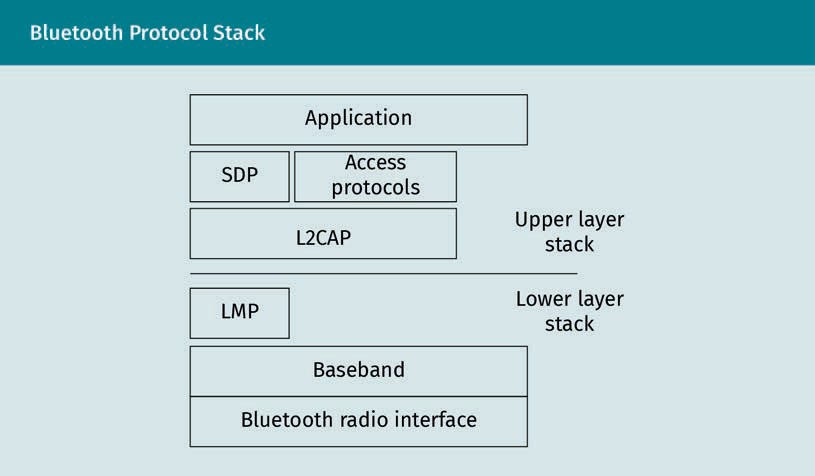 Bluetooth Protocol Stack
Application
SDP
Access
protocols
L2CAP
Upper layer
stack
LMP
Lower layer
stack
Baseband
Bluetooth radio interface